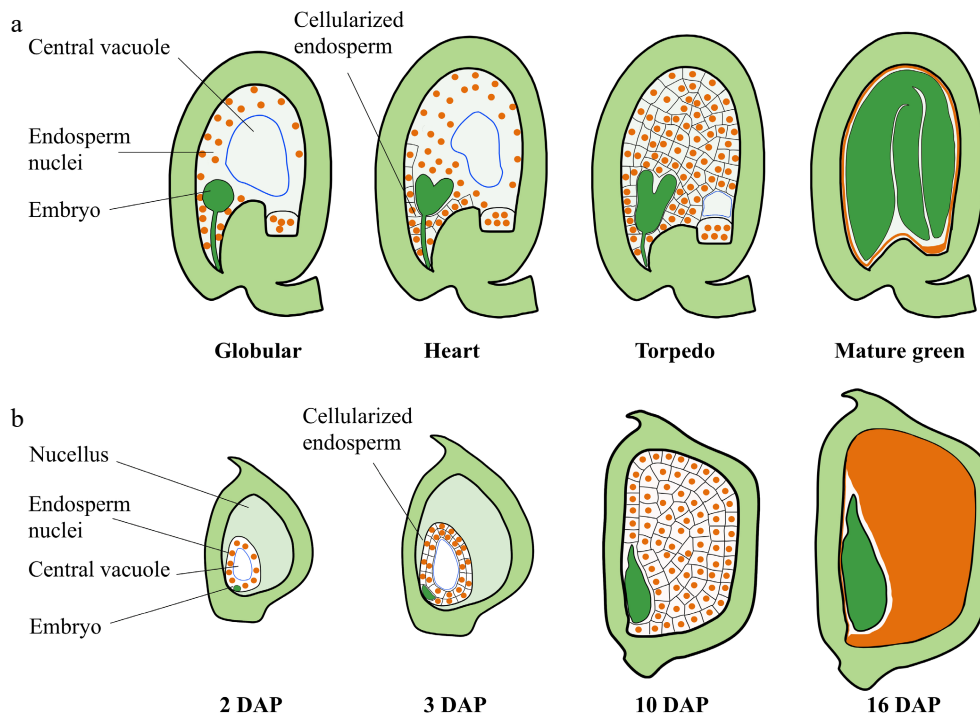 a
Central vacuole
Cellularized
endosperm
Endosperm
nuclei
Embryo
Globular
Heart
Torpedo
Mature green
b
Cellularized
endosperm
Nucellus
Endosperm
nuclei
Central vacuole
Embryo
2 DAP
3 DAP
10 DAP
16 DAP